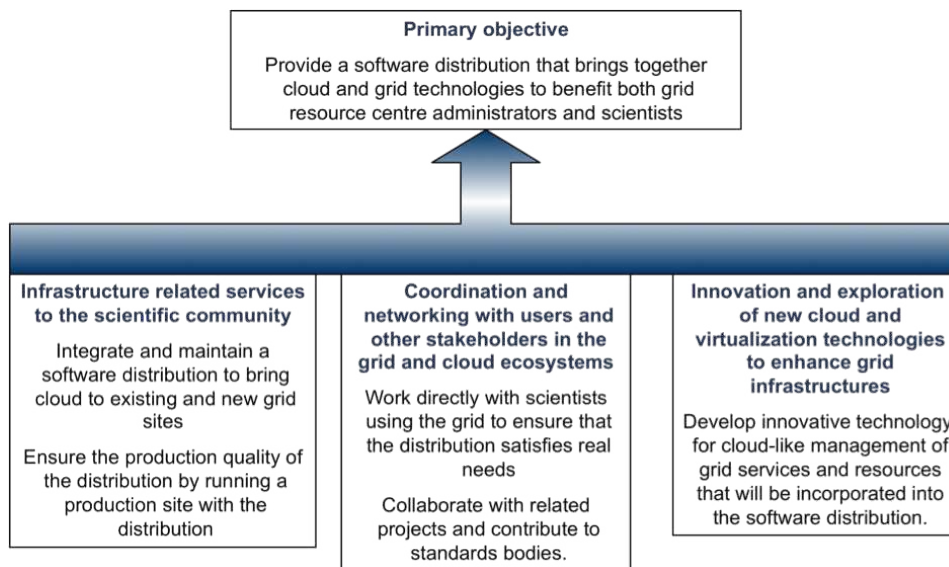 Primary objective
Provide a software distribution that brings together
cloud and grid technologies to benefit both grid
resource centre administrators and scientists
Infrastructure related services
to the scientific community
Integrate and maintain a
software distribution to bring
cloud to existing and new grid
sites
Ensure the production quality of
the distribution by running a
production site with the
distribution
Coordination and
networking with users and
other stakeholders in the
grid and cloud ecosystems
Work directly with scientists
using the grid to ensure that
the distribution satisfies real
needs
Collaborate with related
projects and contribute to
standards bodies.
Innovation and exploration
of new cloud and
virtualization technologies
to enhance grid
infrastructures
Develop innovative technology
for cloud-like management of
grid services and resources
that will be incorporated into
the software distribution.